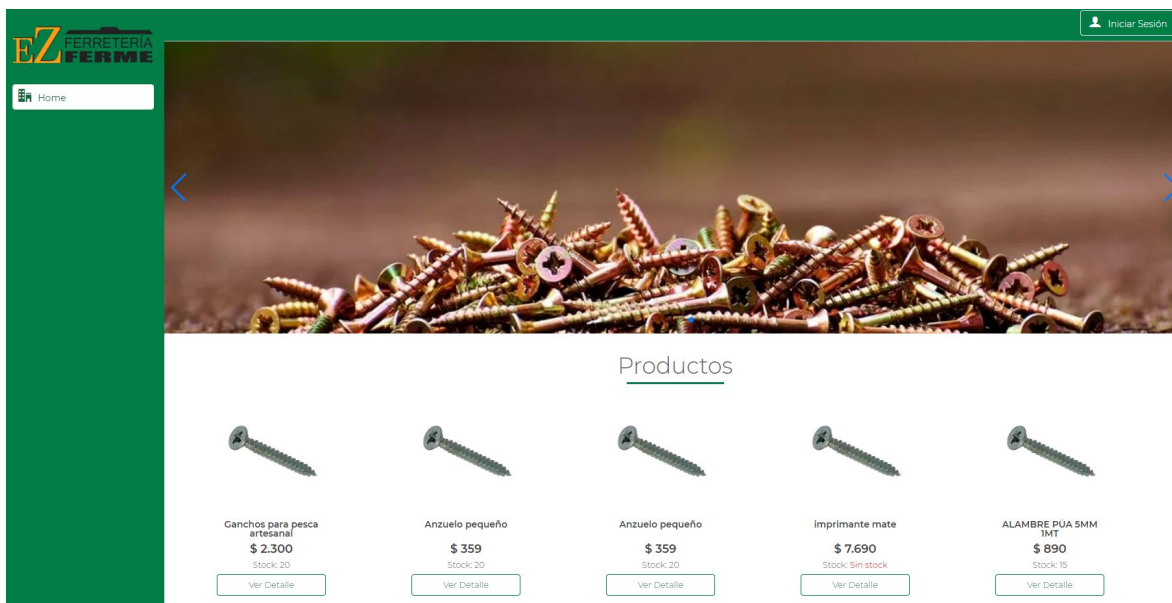 Iniciar Sesión
EZ FERRETERÍA
FERME
Home
Productos
Ganchos para pesca
artesanal
$ 2.300
Stock: 20
Ver Detalle
Anzuelo pequeño
$ 359
Stock: 20
Ver Detalle
Anzuelo pequeño
$ 359
Stock: 20
Ver Detalle
imprimante mate
$ 7.690
Stock: Sin stock
Ver Detalle
ALAMBRE PUA 5MM
1MT
$ 890
Stock: 15
Ver Detalle